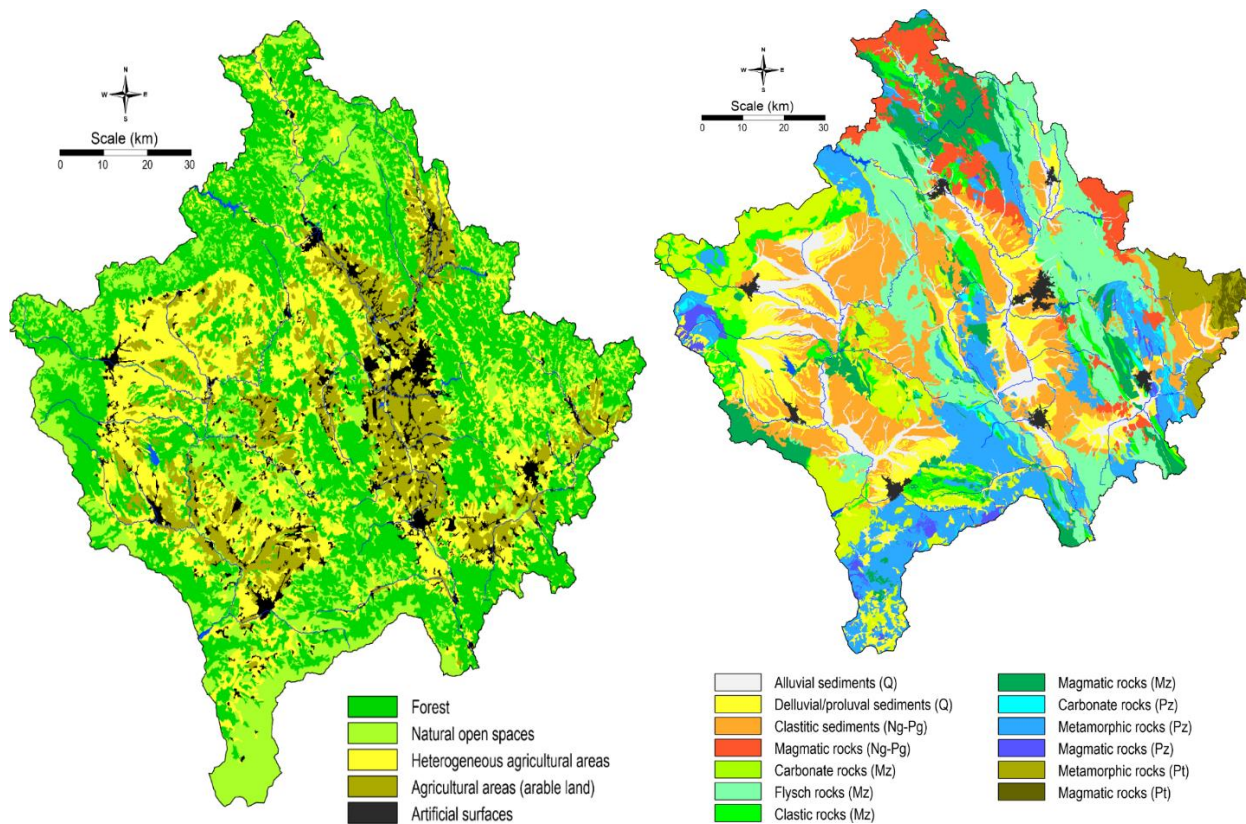 N
W E
S
Scale (km)
0 10 20 30
Forest
Natural open spaces
Heterogeneous agricultural areas
Agricultural areas (arable land)
Artificial surfaces
N
W E
S
Scale (km)
0 10 20 30
Alluvial sediments (Q)
Delluvial/proluval sediments (Q)
Clastitic sediments (Ng-Pg)
Magmatic rocks (Ng-Pg)
Carbonate rocks (Mz)
Flysch rocks (Mz)
Clastic rocks (Mz)
Magmatic rocks (Mz)
Carbonate rocks (Pz)
Metamorphic rocks (Pz)
Magmatic rocks (Pz)
Metamorphic rocks (Pt)
Magmatic rocks (Pt)